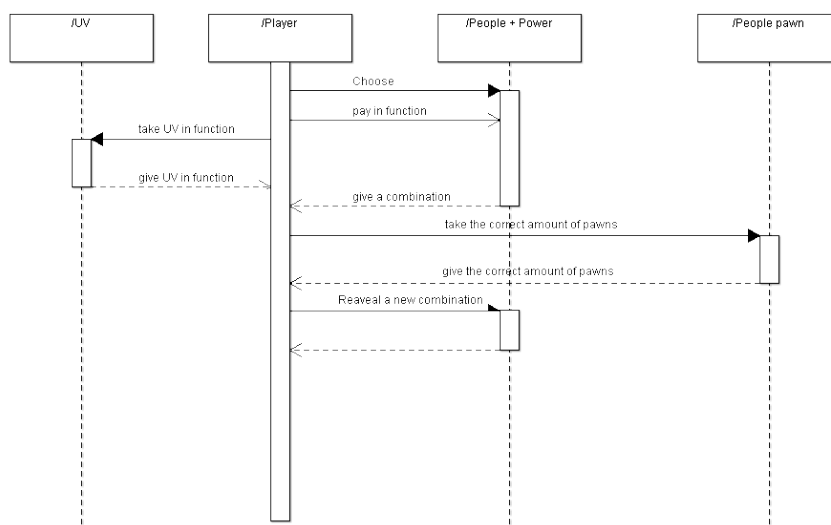 /UV
/Player
/People + Power
/People pawn
Choose
pay in function
take UV in function
give UV in function
give a combination
take the correct amount of pawns
give the correct amount of pawns
Reaveal a new combination